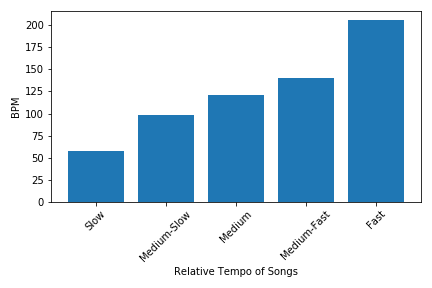 200
175
150
125
100
75
50
25
0
BPM
Slow
Medium-Slow
Medium
Medium-Fast
Fast
Relative Tempo of Songs